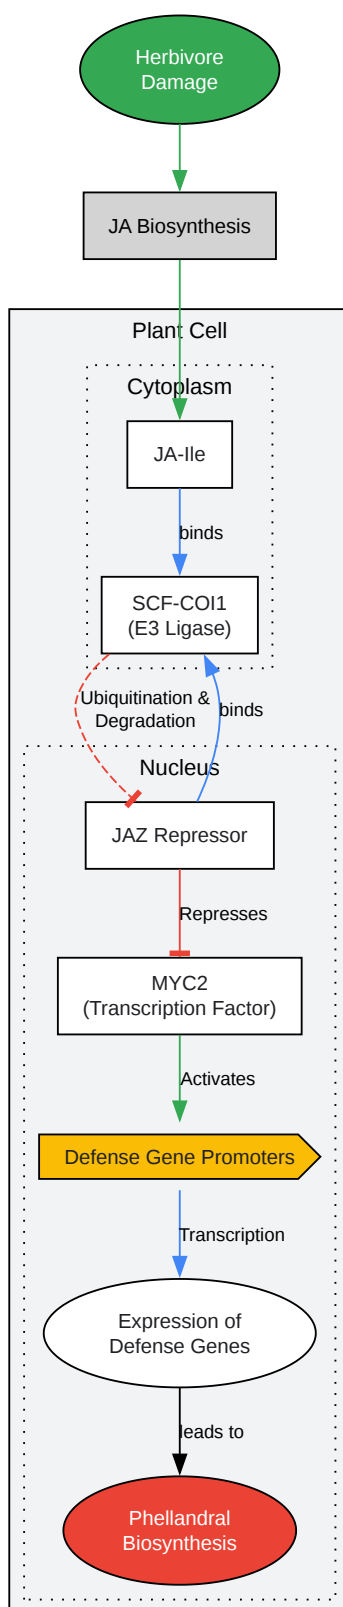 Herbivore
Damage
JA Biosynthesis
Plant Cell
Cytoplasm
JA-Ile
binds
SCF-COI1
(E3 Ligase)
Ubiquitination &
Degradation
binds
Nucleus
JAZ Repressor
Represses
MYC2
(Transcription Factor)
Activates
Defense Gene Promoters
Transcription
Expression of
Defense Genes
leads to
Phellandral
Biosynthesis